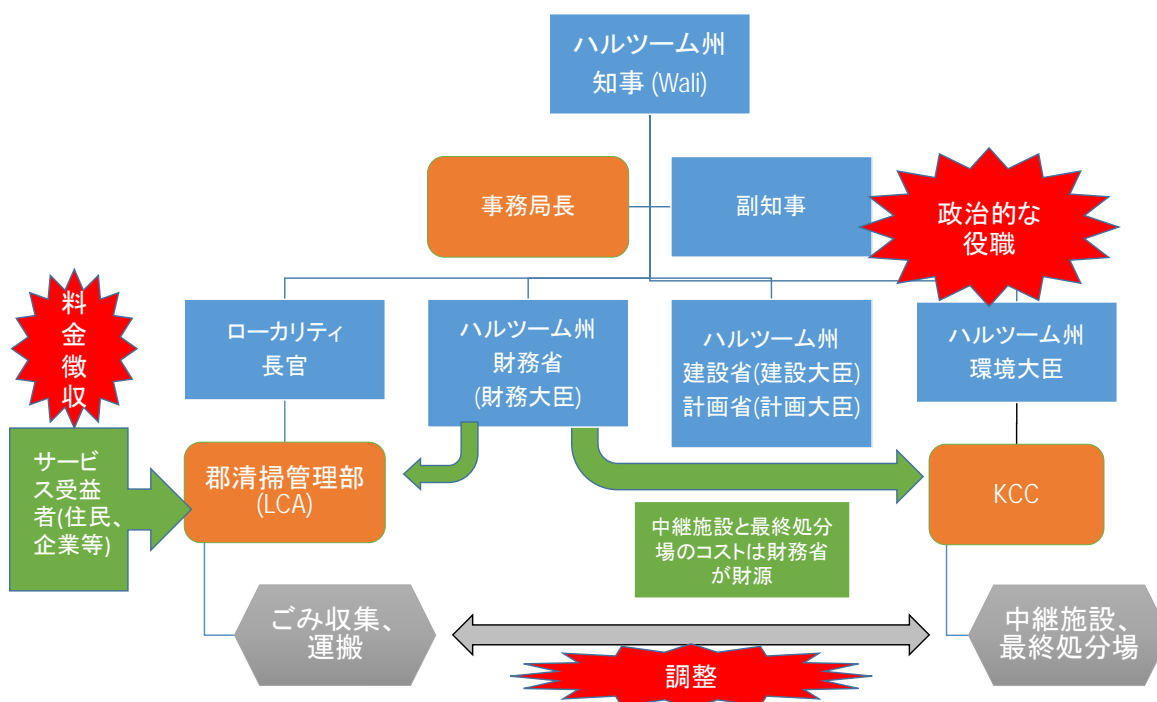 ハルツーム州
知事 (Wali)
事務局長
副知事
政治的な
役職
料
金
徴
収
ローカリティ
長官
ハルツーム州
財務省
(財務大臣)
ハルツーム州
建設省(建設大臣)
計画省(計画大臣)
ハルツーム州
環境大臣
サービ
ス受益
者(住民、
企業等)
郡清掃管理部
(LCA)
KCC
中継施設と最終処分
場のコストは財務省
が財源
ごみ収集、
運搬
調整
中継施設、
最終処分場